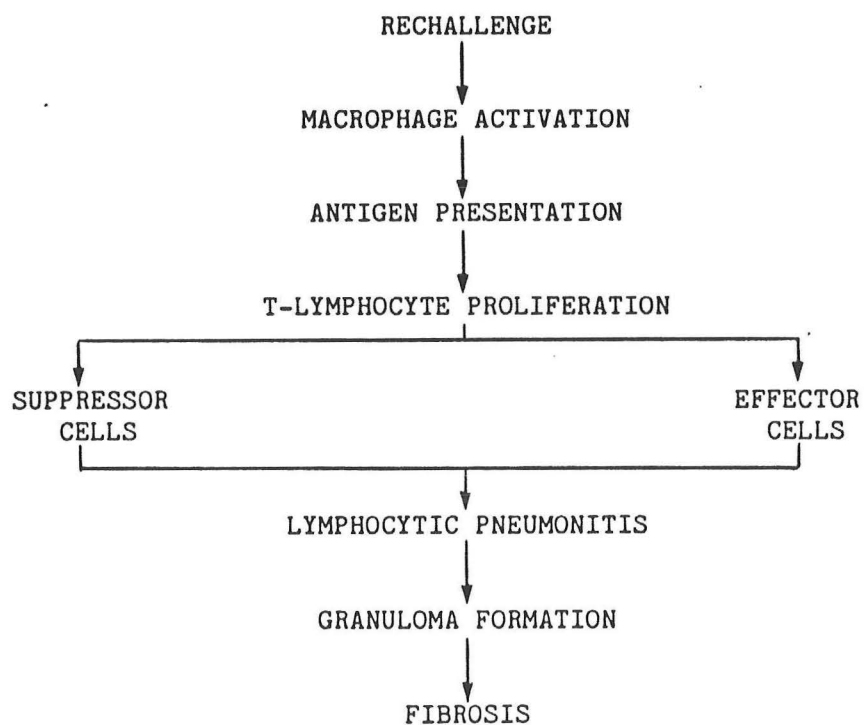 RECHALLENGE
MACROPHAGE ACTIVATION
ANTIGEN PRESENTATION
T-LYMPHOCYTE PROLIFERATION
SUPPRESSOR
CELLS
EFFECTOR
CELLS
LYMPHOCYTIC PNEUMONITIS
GRANULOMA FORMATION
FIBROSIS